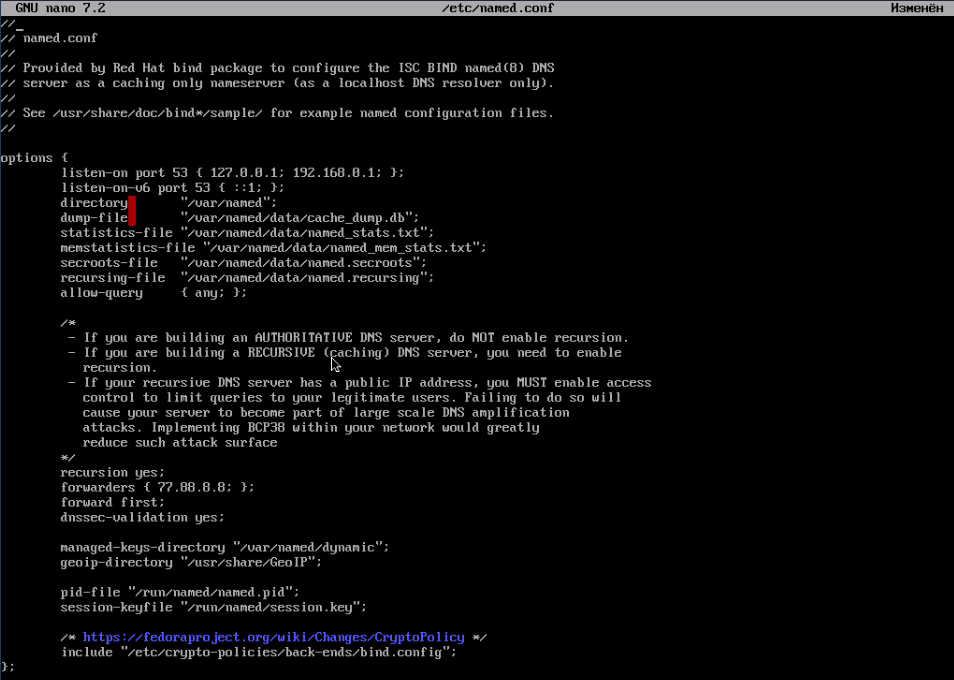 GNU nano 7.2 /etc/named.conf Изменён
//
// named.conf
//
// Provided by Red Hat bind package to configure the ISC BIND named(8) DNS
// server as a caching only nameserver (as a localhost DNS resolver only).
//
// See /usr/share/doc/bind*/sample/ for example named configuration files.
//

options {
        listen-on port 53 { 127.0.0.1; 192.168.0.1; };
        listen-on-v6 port 53 { ::1; };
        directory       "/var/named";
        dump-file       "/var/named/data/cache_dump.db";
        statistics-file "/var/named/data/named_stats.txt";
        memstatistics-file "/var/named/data/named_mem_stats.txt";
        secroots-file   "/var/named/data/named.secroots";
        recursing-file  "/var/named/data/named.recursing";
        allow-query     { any; };

        /*
         - If you are building an AUTHORITATIVE DNS server, do NOT enable recursion.
         - If you are building a RECURSIVE (caching) DNS server, you need to enable
           recursion.
         - If your recursive DNS server has a public IP address, you MUST enable access
           control to limit queries to your legitimate users. Failing to do so will
           cause your server to become part of large scale DNS amplification
           attacks. Implementing BCP38 within your network would greatly
           reduce such attack surface
        */
        recursion yes;
        forwarders { 77.88.8.8; };
        forward first;
        dnssec-validation yes;

        managed-keys-directory "/var/named/dynamic";
        geoip-directory "/usr/share/GeoIP";

        pid-file "/run/named/named.pid";
        session-keyfile "/run/named/session.key";

        /* https://fedoraproject.org/wiki/Changes/CryptoPolicy */
        include "/etc/crypto-policies/back-ends/bind.config";
};